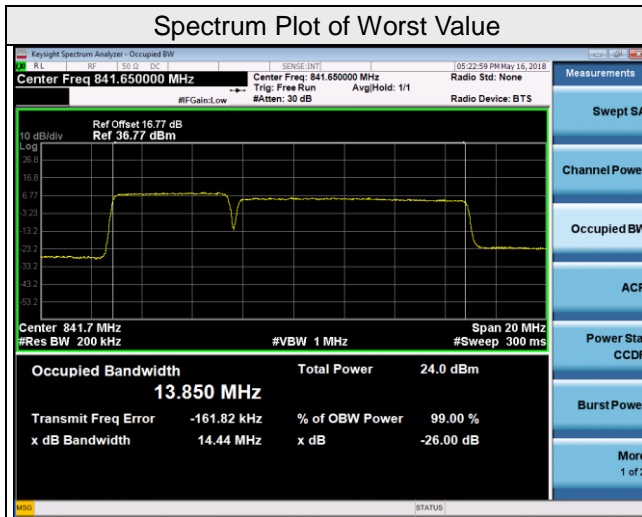 Spectrum Plot of Worst Value
Keysight Spectrum Analyzer - Occupied BW
RL RF 50 Ω DC SENSE:INT 05:22:59 PM May 16, 2018
Center Freq 841.650000 MHz
Center Freq: 841.650000 MHz
Radio Std: None
Trig: Free Run
Avg|Hold: 1/1
#IFGain:Low
#Atten: 30 dB
Radio Device: BTS
Ref Offset 16.77 dB
10 dB/div
Ref 36.77 dBm
Log
26.8
16.8
6.77
-3.23
-13.2
-23.2
-33.2
-43.2
-53.2
Center 841.7 MHz
Span 20 MHz
#Res BW 200 kHz
#VBW 1 MHz
#Sweep 300 ms
Occupied Bandwidth
Total Power
24.0 dBm
13.850 MHz
Transmit Freq Error
-161.82 kHz
% of OBW Power
99.00 %
x dB Bandwidth
14.44 MHz
x dB
-26.00 dB
Measurements
Swept SA
Channel Powe
Occupied BW
ACP
Power Sta
CCDF
Burst Powe
More
1 of 2
MSG
STATUS